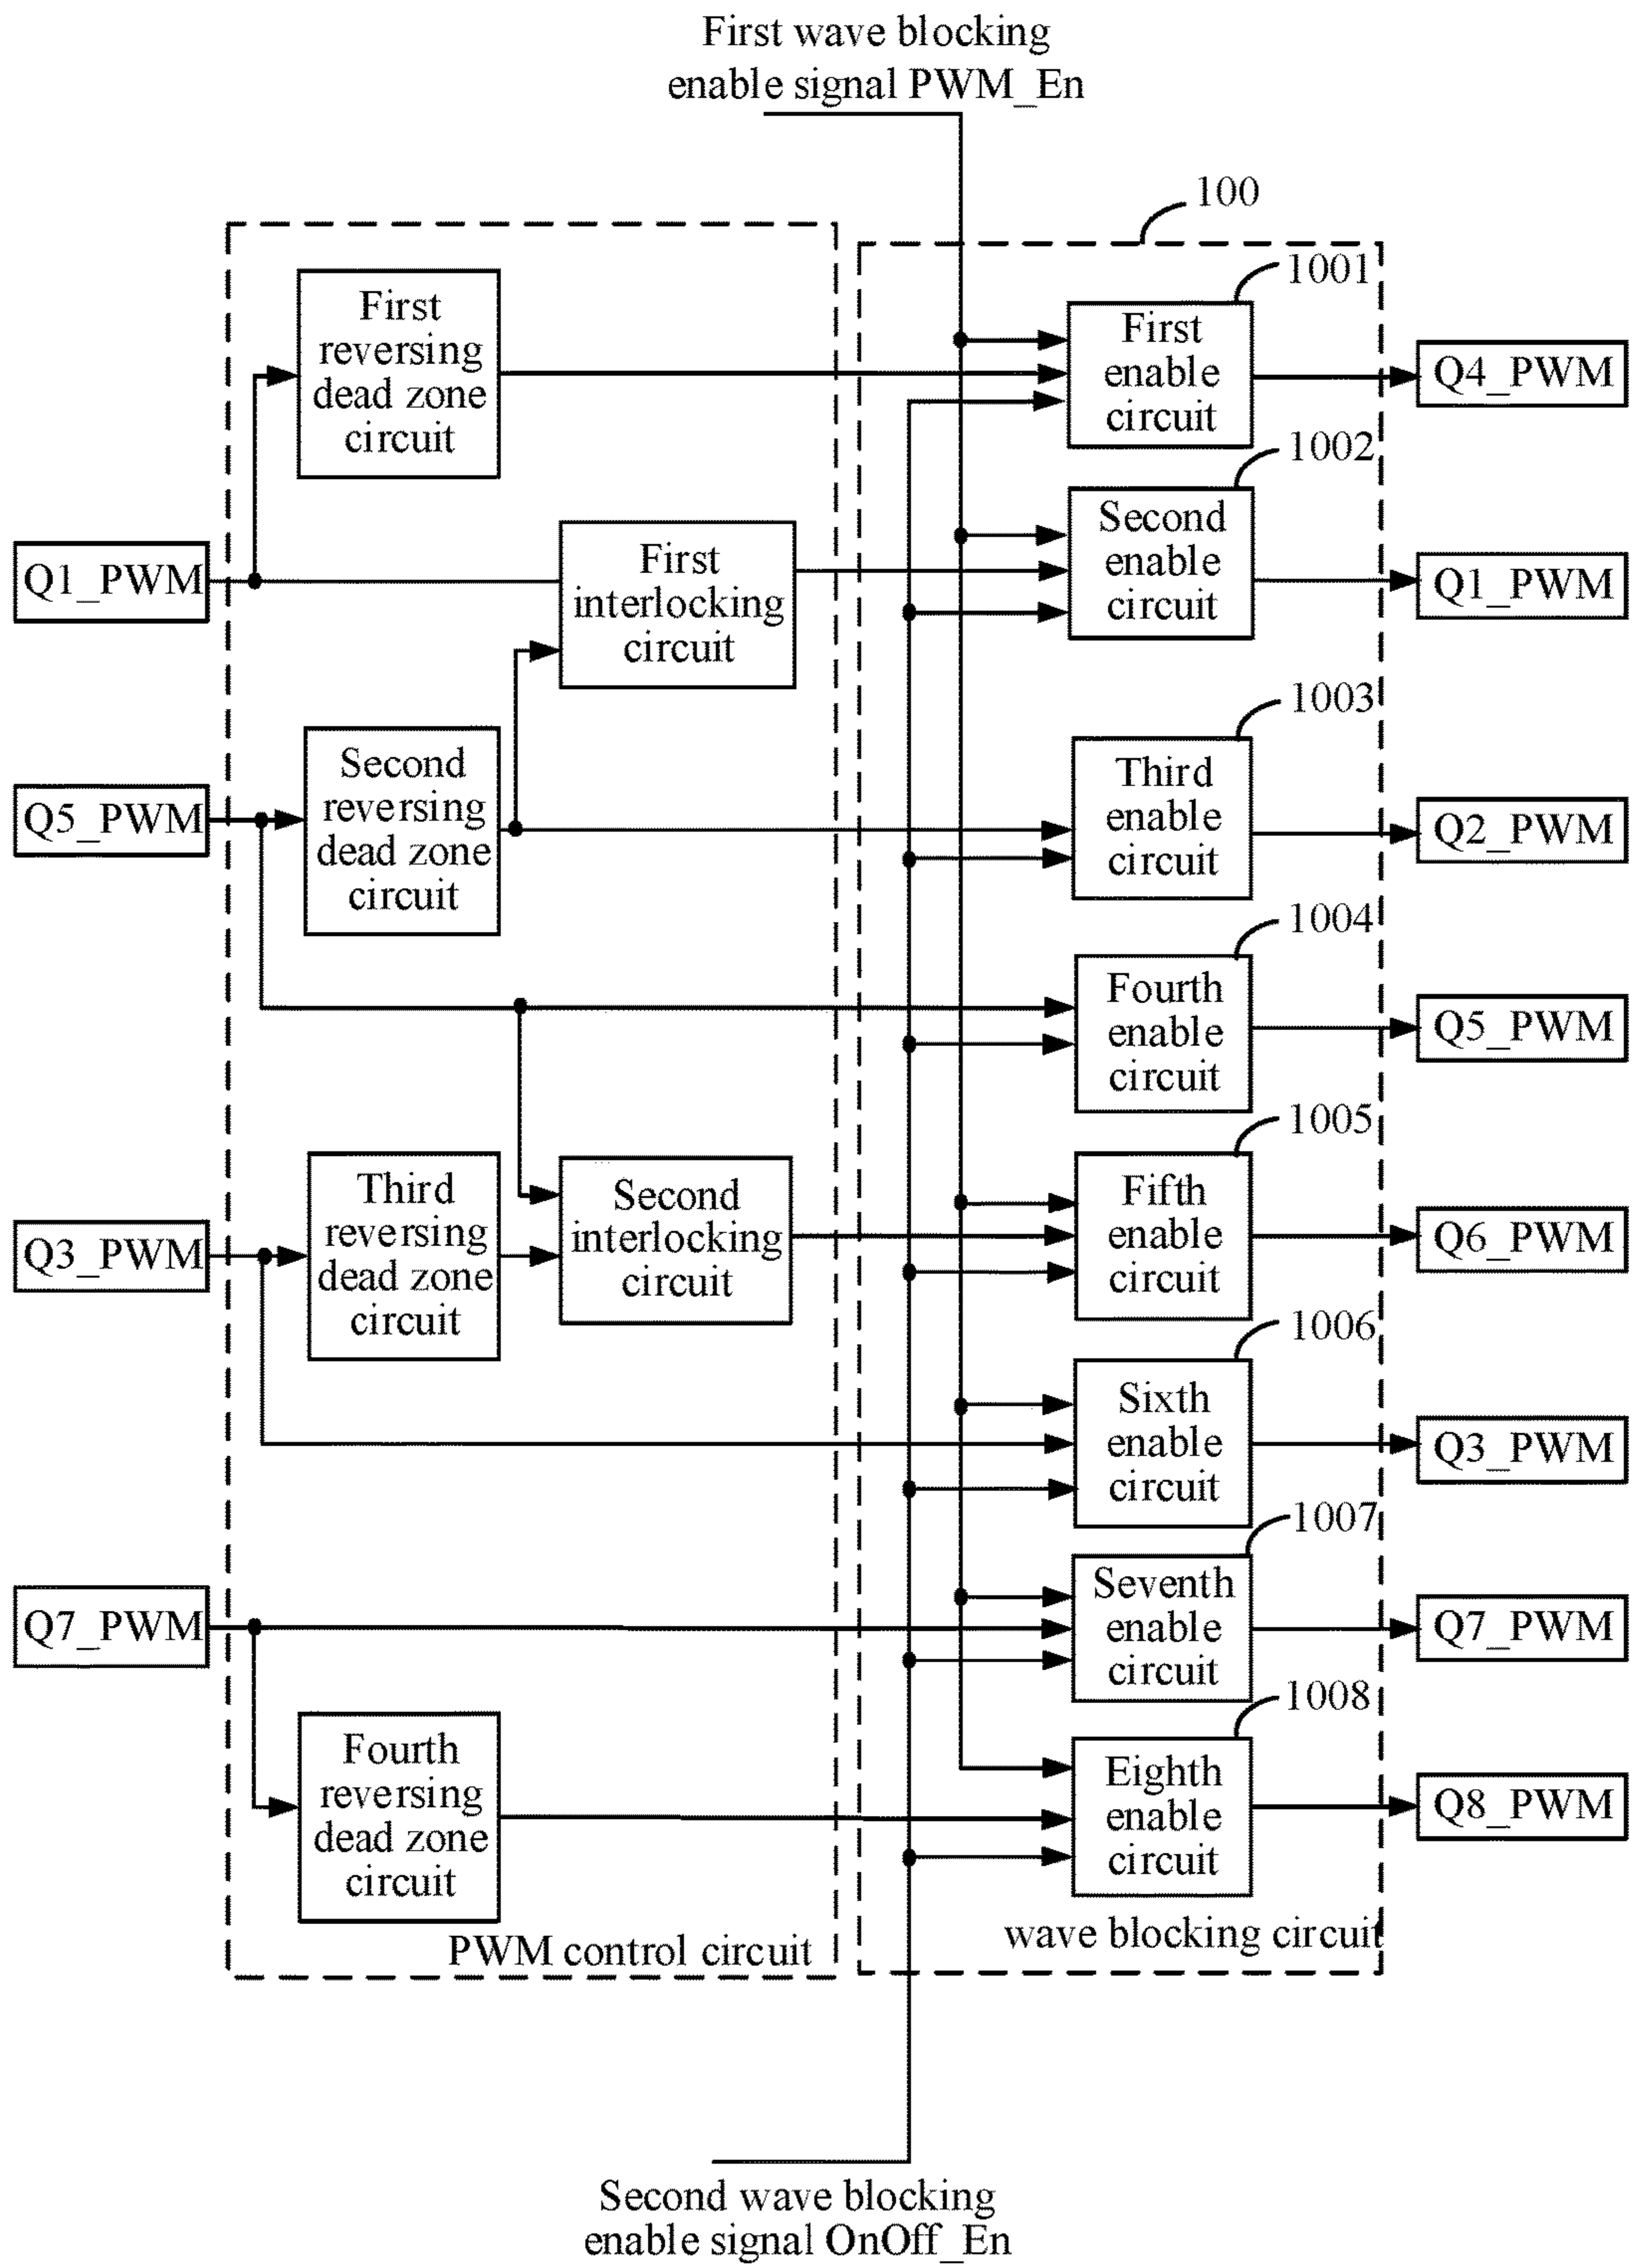 First wave blocking
enable signal PWM_En
100
1001
First
reversing
dead zone
circuit
First
enable
circuit
Q4_PWM
1002
Q1_PWM
First
interlocking
circuit
Second
enable
circuit
Q1_PWM
1003
Q5_PWM
Second
reversing
dead zone
circuit
Third
enable
circuit
Q2_PWM
1004
Fourth
enable
circuit
Q5_PWM
1005
Q3_PWM
Third
reversing
dead zone
circuit
Second
interlocking
circuit
Fifth
enable
circuit
Q6_PWM
1006
Sixth
enable
circuit
Q3_PWM
1007
Q7_PWM
Seventh
enable
circuit
Q7_PWM
1008
Fourth
reversing
dead zone
circuit
Eighth
enable
circuit
Q8_PWM
PWM control circuit
wave blocking circuit
Second wave blocking
enable signal OnOff_En